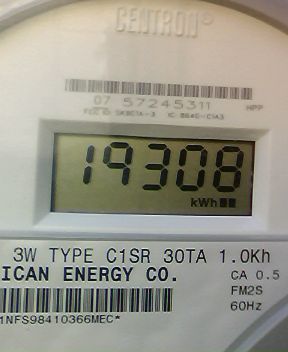 CENTRON®
07 57245311 HPP
19308
kWh
3W TYPE C1SR 30TA 1.0Kh
ICAN ENERGY CO. CA 0.5
FM2S
60Hz
1NFS98410366MEC*